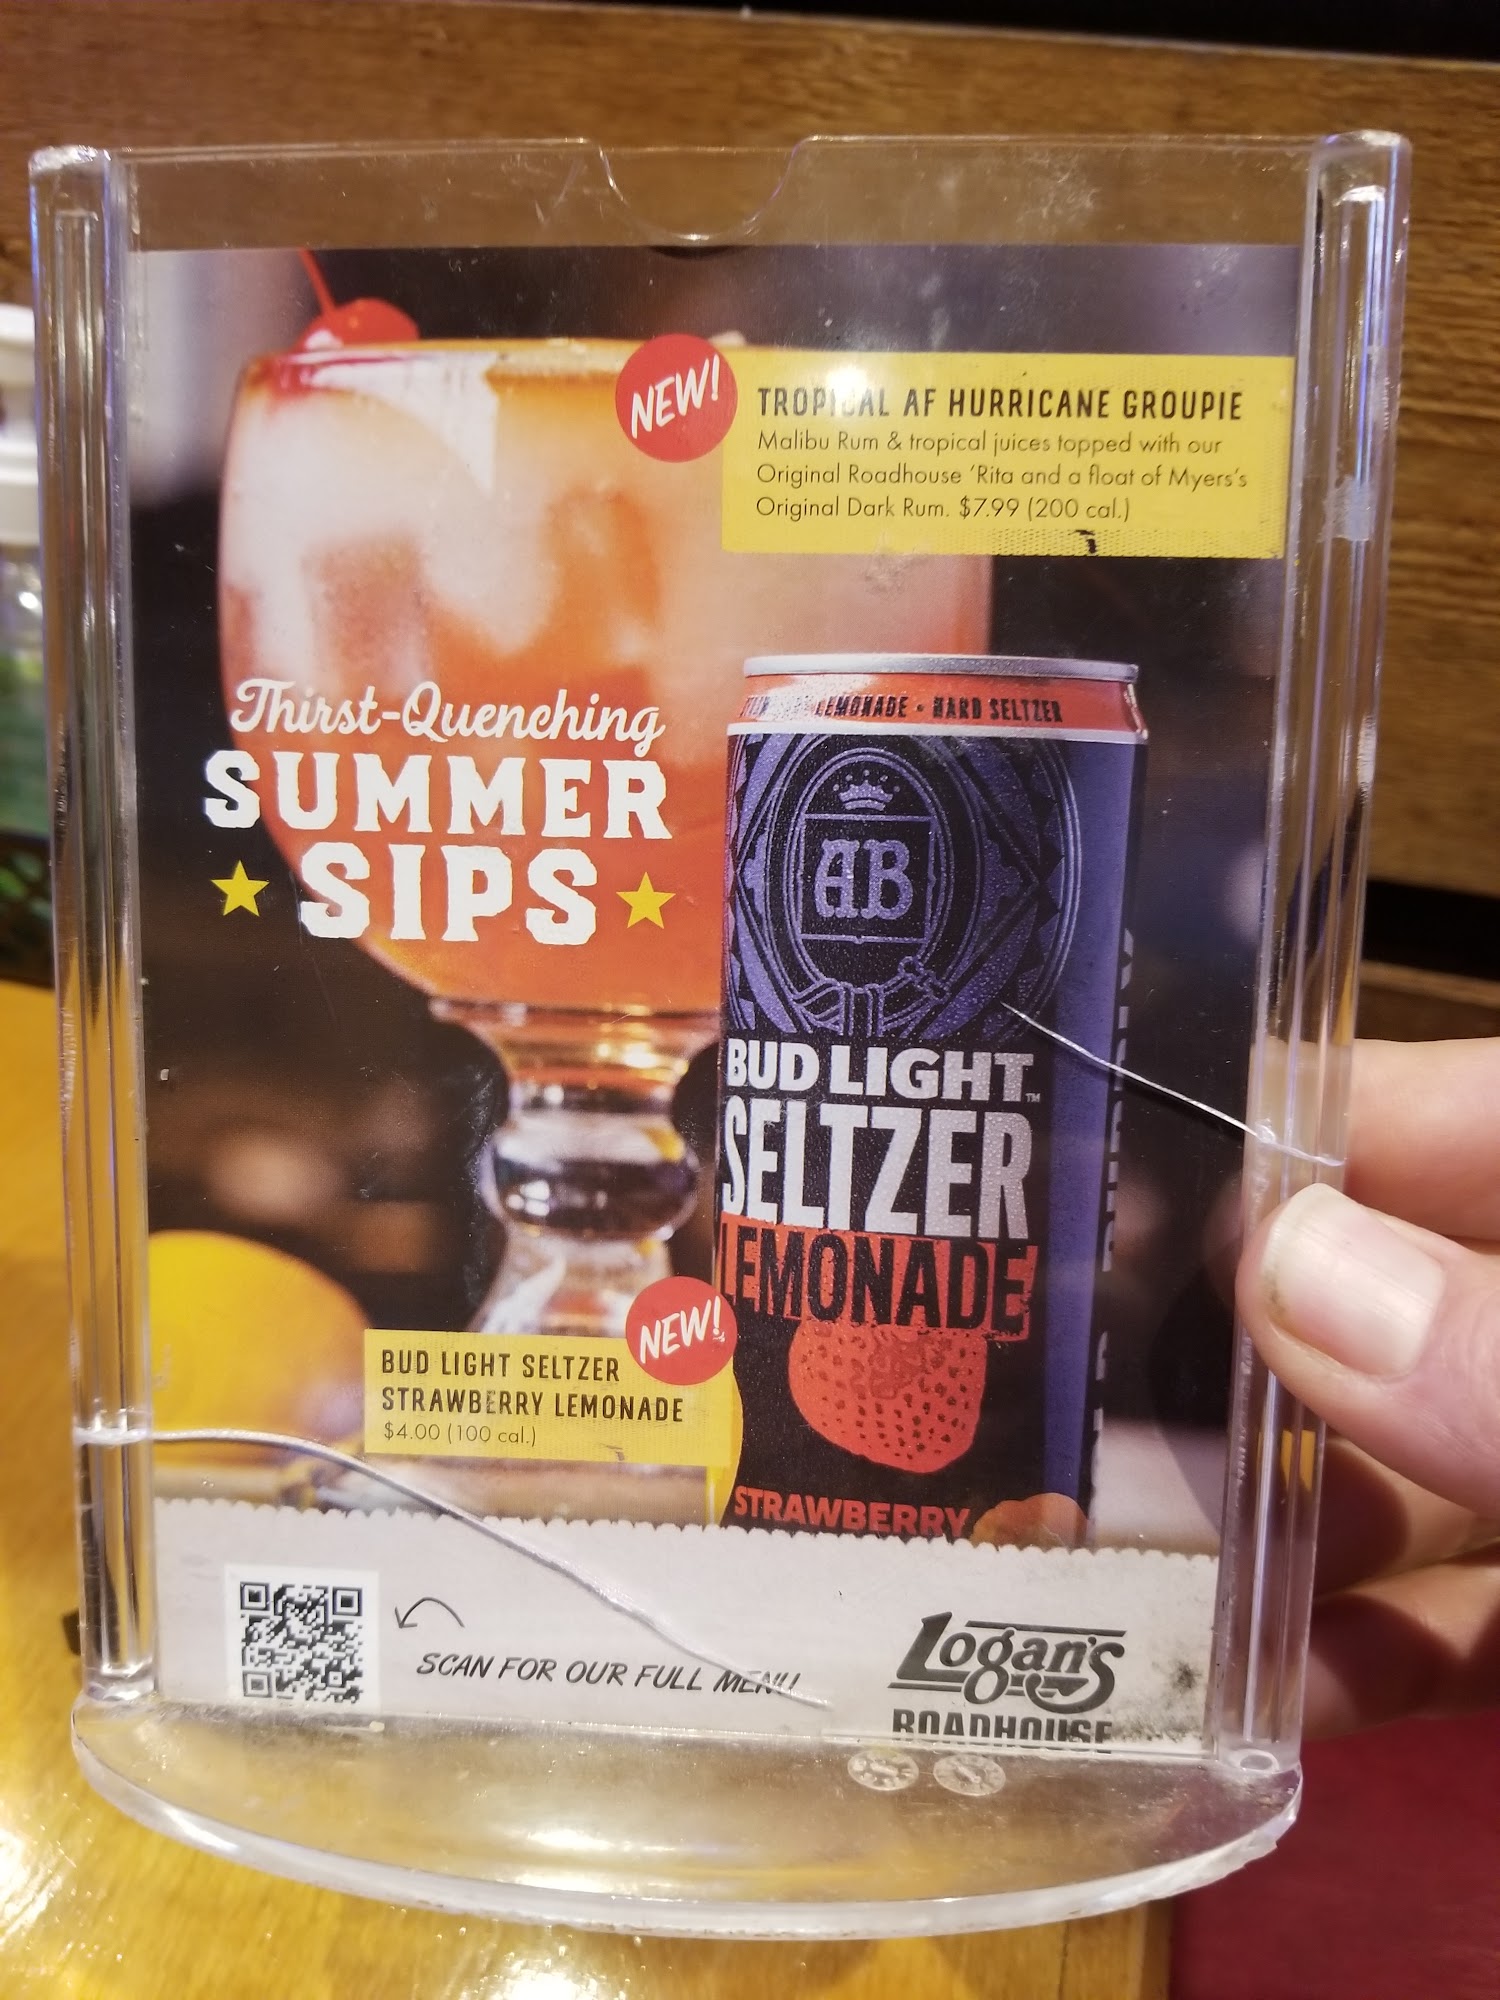 NEW!
TROPICAL AF HURRICANE GROUPIE
Malibu Rum & tropical juices topped with our
Original Roadhouse 'Rita and a float of Myers's
Original Dark Rum. $7.99 (200 cal.)
Thirst-Quenching
SUMMER
SIPS
LEMONADE • HARD SELTZER
AB
BUD LIGHT™
SELTZER
LEMONADE
STRAWBERRY
NEW!
BUD LIGHT SELTZER
STRAWBERRY LEMONADE
$4.00 (100 cal.)
SCAN FOR OUR FULL MENU
Logan's
ROADHOUSE